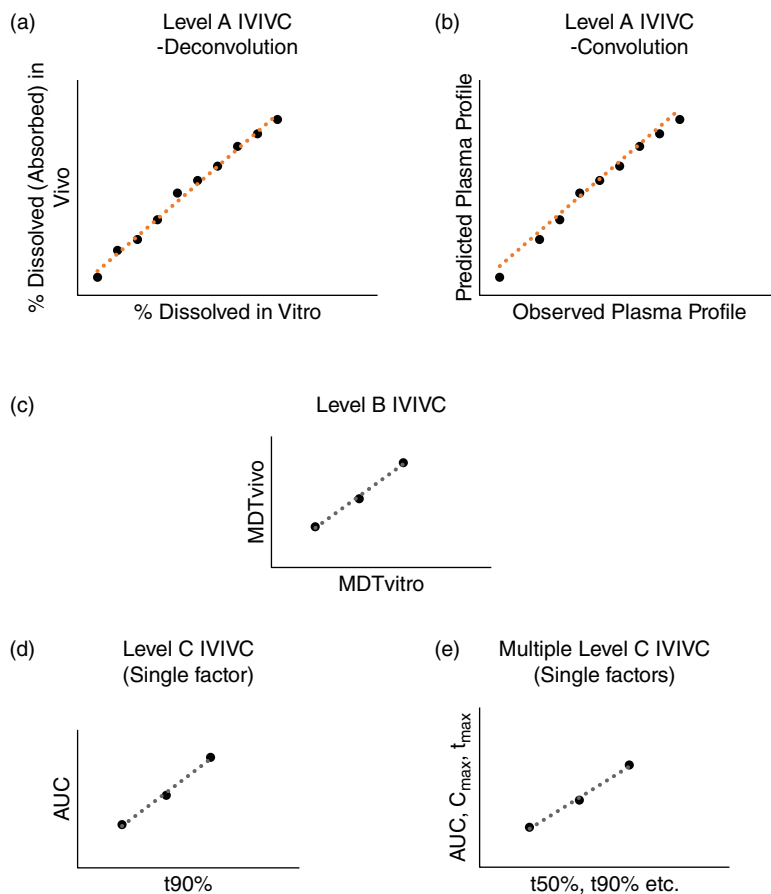 (a)
Level A IVIVC
-Deconvolution
% Dissolved (Absorbed) in
Vivo
% Dissolved in Vitro
(b)
Level A IVIVC
-Convolution
Predicted Plasma Profile
Observed Plasma Profile
(c)
Level B IVIVC
MDTvivo
MDTvitro
(d)
Level C IVIVC
(Single factor)
AUC
t90%
(e)
Multiple Level C IVIVC
(Single factors)
AUC, Cmax, tmax
t50%, t90% etc.